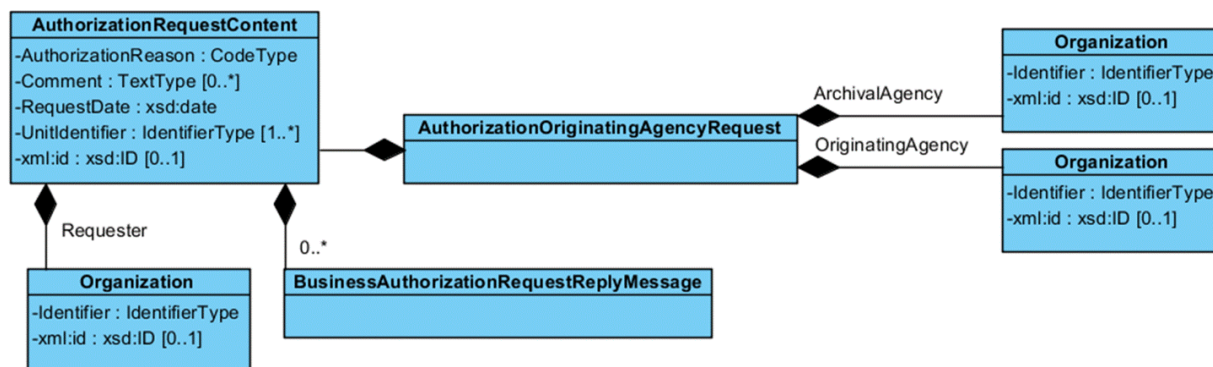 AuthorizationRequestContent
-AuthorizationReason : CodeType
-Comment : TextType [0..*]
-RequestDate : xsd:date
-UnitIdentifier : IdentifierType [1..*]
-xml:id : xsd:ID [0..1]
AuthorizationOriginatingAgencyRequest
ArchivalAgency
OriginatingAgency
Organization
-Identifier : IdentifierType
-xml:id : xsd:ID [0..1]
Organization
-Identifier : IdentifierType
-xml:id : xsd:ID [0..1]
Requester
0..*
Organization
-Identifier : IdentifierType
-xml:id : xsd:ID [0..1]
BusinessAuthorizationRequestReplyMessage